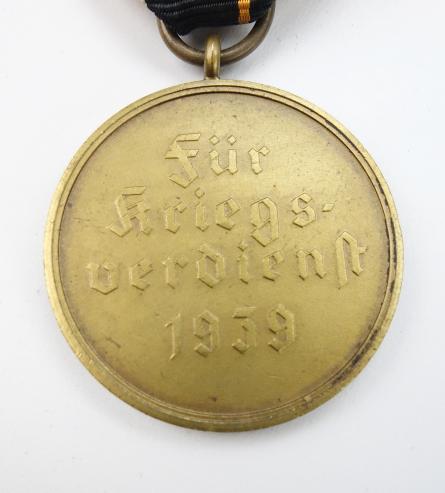 Für
Kriegs-
verdienst
1939